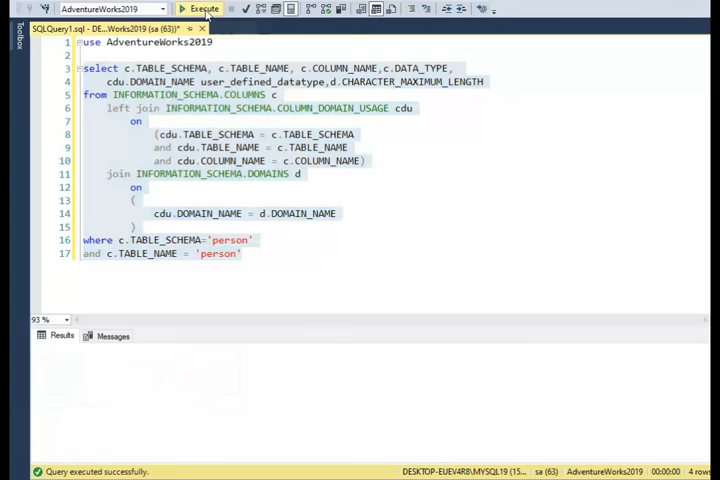 AdventureWorks2019 Execute
SQLQuery1.sql - DE...Works2019 (sa (63))*
Toolbox
1 use AdventureWorks2019
2
3 select c.TABLE_SCHEMA, c.TABLE_NAME, c.COLUMN_NAME,c.DATA_TYPE,
4 cdu.DOMAIN_NAME user_defined_datatype,d.CHARACTER_MAXIMUM_LENGTH
5 from INFORMATION_SCHEMA.COLUMNS c
6 left join INFORMATION_SCHEMA.COLUMN_DOMAIN_USAGE cdu
7 on
8 (cdu.TABLE_SCHEMA = c.TABLE_SCHEMA
9 and cdu.TABLE_NAME = c.TABLE_NAME
10 and cdu.COLUMN_NAME = c.COLUMN_NAME)
11 join INFORMATION_SCHEMA.DOMAINS d
12 on
13 (
14 cdu.DOMAIN_NAME = d.DOMAIN_NAME
15 )
16 where c.TABLE_SCHEMA='person'
17 and c.TABLE_NAME = 'person'
93 %
Results Messages
Query executed successfully. DESKTOP-EUEV4R8\MYSQL19 (15... sa (63) AdventureWorks2019 00:00:00 4 rows